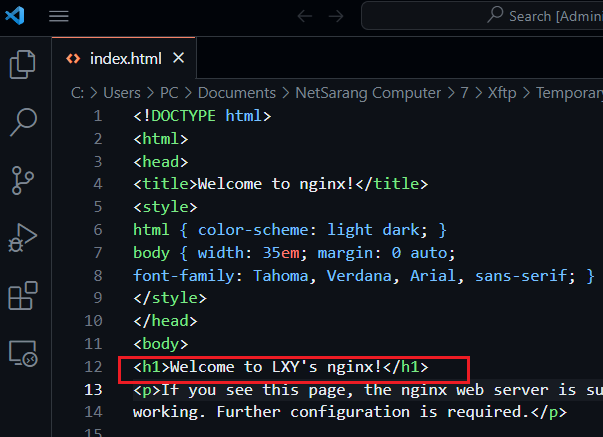 Search [Admini
index.html
C: > Users > PC > Documents > NetSarang Computer > 7 > Xftp > Temporary
1 <!DOCTYPE html>
2 <html>
3 <head>
4 <title>Welcome to nginx!</title>
5 <style>
6 html { color-scheme: light dark; }
7 body { width: 35em; margin: 0 auto;
8 font-family: Tahoma, Verdana, Arial, sans-serif; }
9 </style>
10 </head>
11 <body>
12 <h1>Welcome to LXY's nginx!</h1>
13 <p>If you see this page, the nginx web server is su
14 working. Further configuration is required.</p>
15